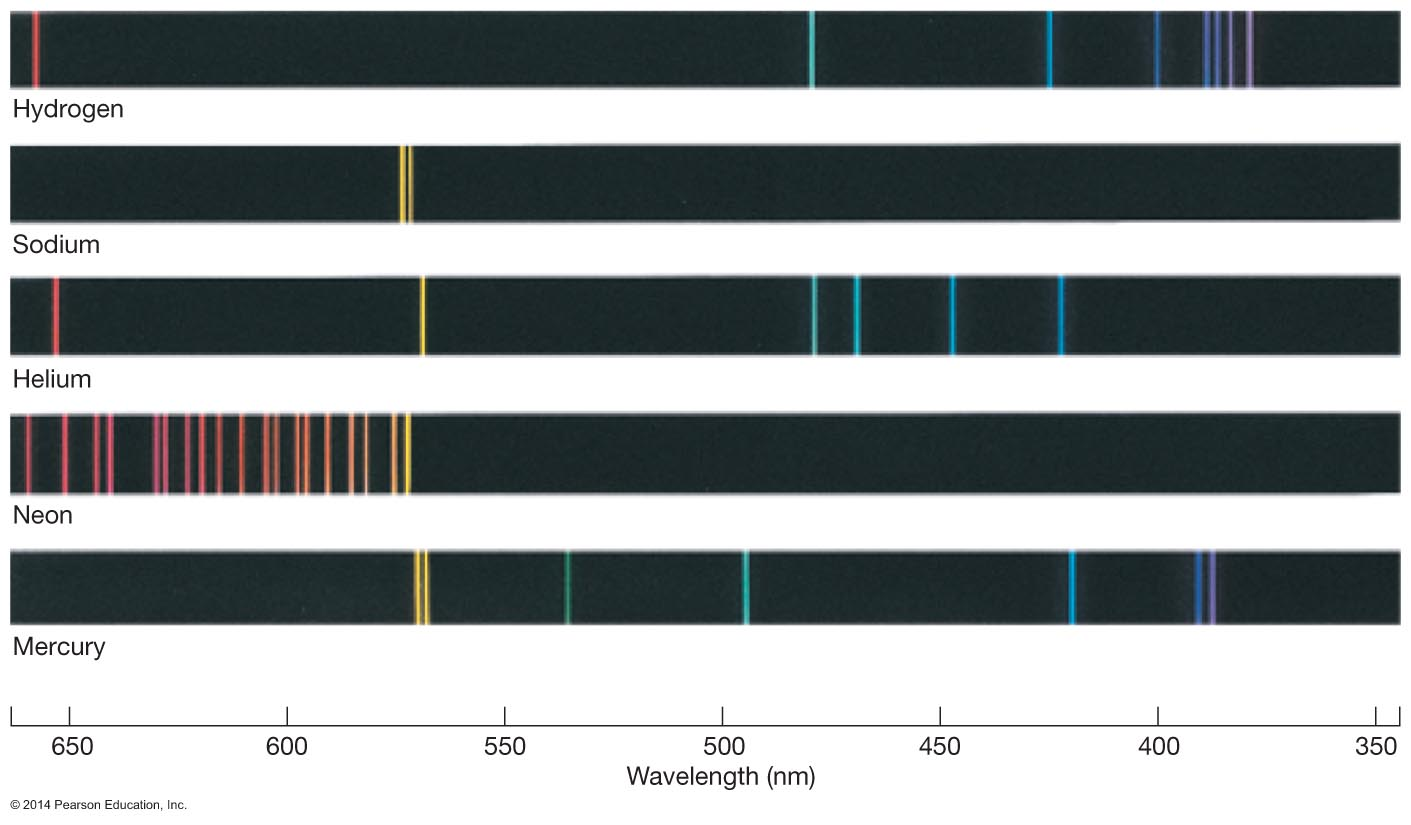 Hydrogen
Sodium
Helium
Neon
Mercury
650 600 550 500 450 400 350
Wavelength (nm)
© 2014 Pearson Education, Inc.